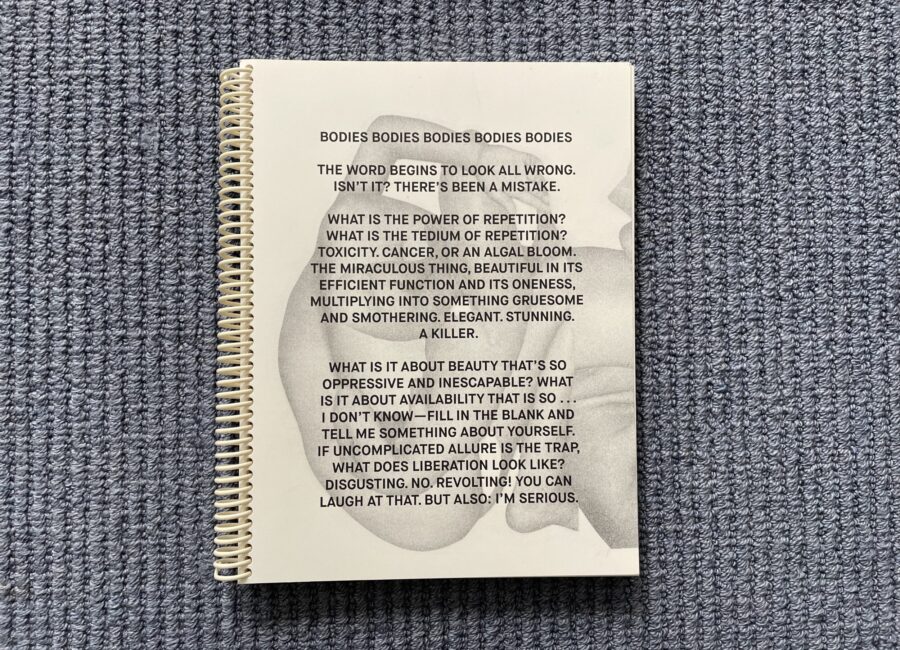 BODIES BODIES BODIES BODIES BODIES
THE WORD BEGINS TO LOOK ALL WRONG.
ISN'T IT? THERE'S BEEN A MISTAKE.
WHAT IS THE POWER OF REPETITION?
WHAT IS THE TEDIUM OF REPETITION?
TOXICITY. CANCER, OR AN ALGAL BLOOM.
THE MIRACULOUS THING, BEAUTIFUL IN ITS
EFFICIENT FUNCTION AND ITS ONENESS,
MULTIPLYING INTO SOMETHING GRUESOME
AND SMOTHERING. ELEGANT. STUNNING.
A KILLER.
WHAT IS IT ABOUT BEAUTY THAT'S SO
OPPRESSIVE AND INESCAPABLE? WHAT
IS IT ABOUT AVAILABILITY THAT IS SO . . .
I DON'T KNOW—FILL IN THE BLANK AND
TELL ME SOMETHING ABOUT YOURSELF.
IF UNCOMPLICATED ALLURE IS THE TRAP,
WHAT DOES LIBERATION LOOK LIKE?
DISGUSTING. NO. REVOLTING! YOU CAN
LAUGH AT THAT. BUT ALSO: I'M SERIOUS.